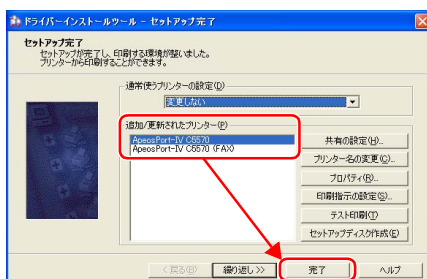 ドライバーインストールツール - セットアップ完了
セットアップ完了
セットアップが完了し、印刷する環境が整いました。
プリンターから印刷することができます。
通常使うプリンターの設定(D)
変更しない
追加/更新されたプリンター(P)
ApeosPort-IV C5570
ApeosPort-IV C5570 (FAX)
共有の設定(H)...
プリンター名の変更(C)...
プロパティ(R)...
印刷指示の設定(S)...
テスト印刷(T)
セットアップディスク作成(E)
< 戻る(B)
繰り返し >>
完了
ヘルプ